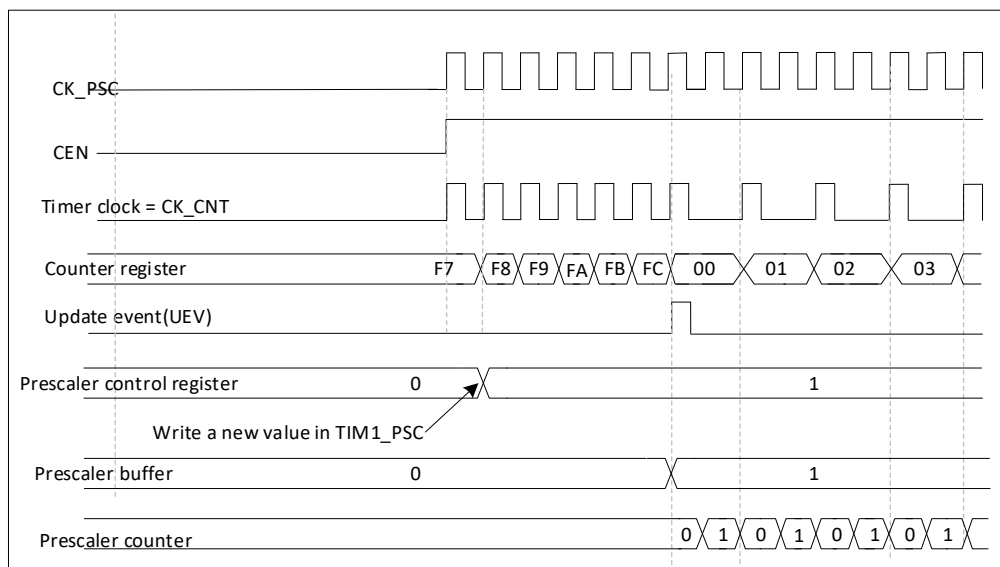 CK_PSC
CEN
Timer clock = CK_CNT
Counter register F7 F8 F9 FA FB FC 00 01 02 03
Update event(UEV)
Prescaler control register 0 1
Write a new value in TIM1_PSC
Prescaler buffer 0 1
Prescaler counter 0 1 0 1 0 1 0 1